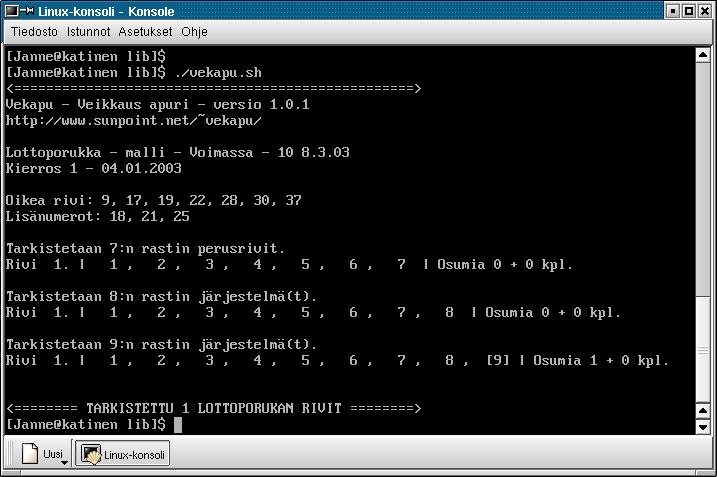 Linux-konsoli - Konsole
Tiedosto Istunnot Asetukset Ohje
[Janne@katinen lib]$
[Janne@katinen lib]$ ./vekapu.sh
<==================================================>
Vekapu - Veikkaus apuri - versio 1.0.1
http://www.sunpoint.net/~vekapu/
Lottoporukka - malli - Voimassa - 10 8.3.03
Kierros 1 - 04.01.2003
Oikea rivi: 9, 17, 19, 22, 28, 30, 37
Lisänumerot: 18, 21, 25
Tarkistetaan 7:n rastin perusrivit.
Rivi 1. | 1 , 2 , 3 , 4 , 5 , 6 , 7 | Osumia 0 + 0 kpl.
Tarkistetaan 8:n rastin järjestelmä(t).
Rivi 1. | 1 , 2 , 3 , 4 , 5 , 6 , 7 , 8 | Osumia 0 + 0 kpl.
Tarkistetaan 9:n rastin järjestelmä(t).
Rivi 1. | 1 , 2 , 3 , 4 , 5 , 6 , 7 , 8 , [9] | Osumia 1 + 0 kpl.
<======== TARKISTETTU 1 LOTTOPORUKAN RIVIT ========>
[Janne@katinen lib]$
Uusi
Linux-konsoli